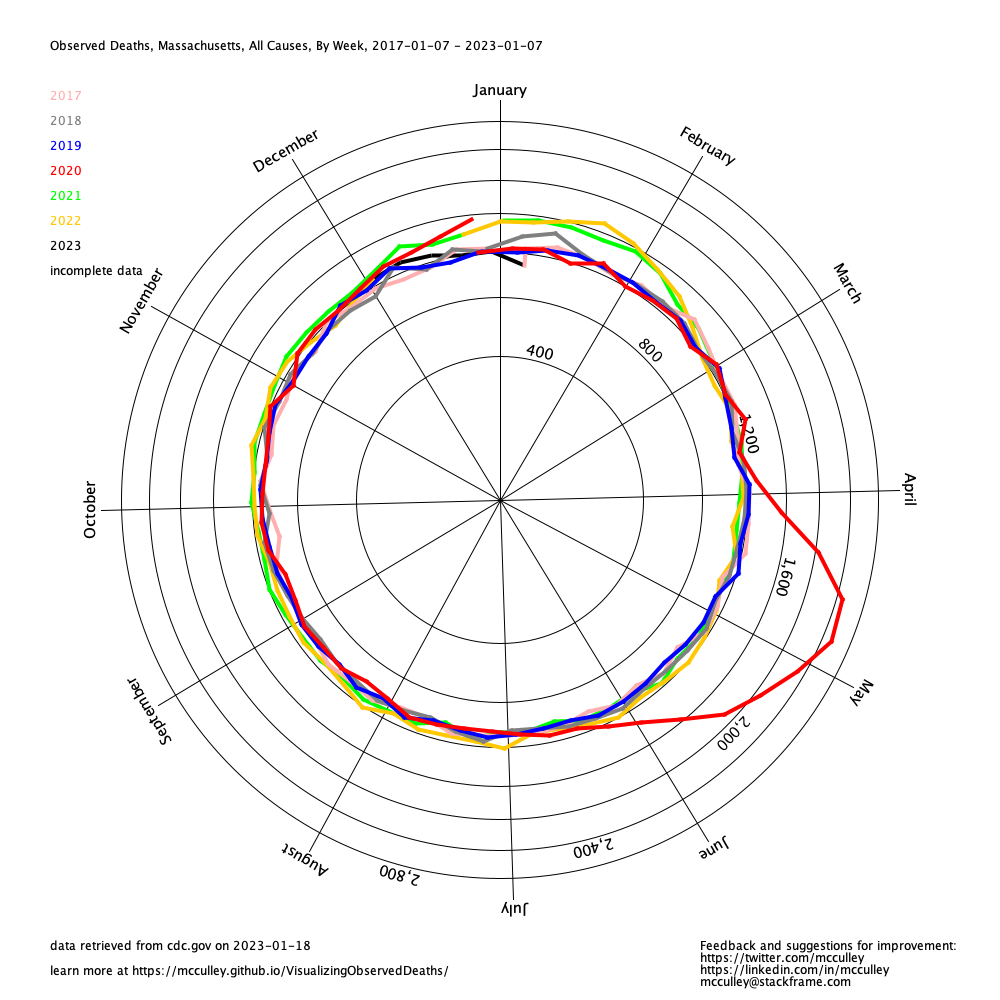 Observed Deaths, Massachusetts, All Causes, By Week, 2017-01-07 - 2023-01-07
2017
2018
2019
2020
2021
2022
2023
incomplete data
January
February
March
April
May
June
July
August
September
October
November
December
400
800
1,200
1,600
2,000
2,400
2,800
data retrieved from cdc.gov on 2023-01-18
learn more at https://mcculley.github.io/VisualizingObservedDeaths/
Feedback and suggestions for improvement:
https://twitter.com/mcculley
https://linkedin.com/in/mcculley
mcculley@stackframe.com